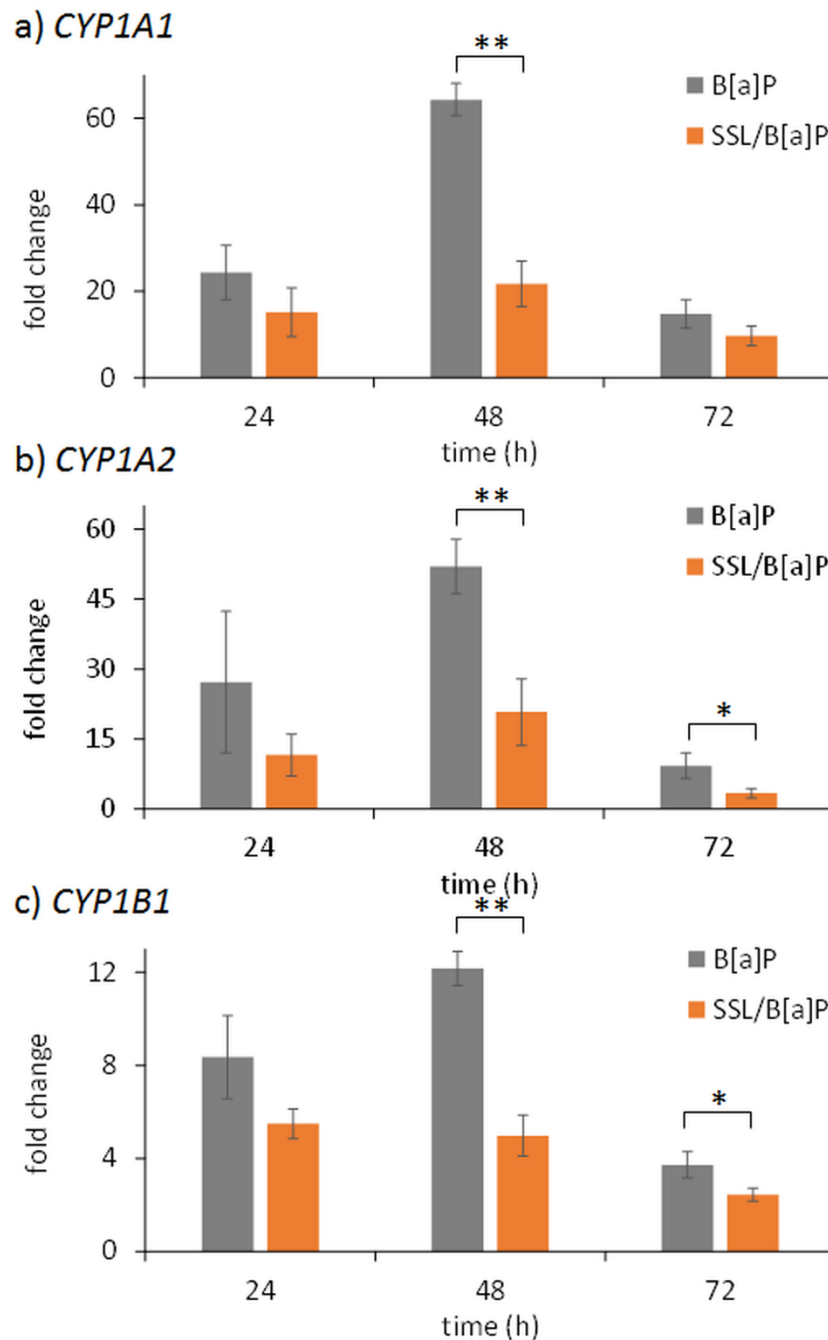 a) CYP1A1
**
B[a]P
SSL/B[a]P
60
40
20
0
fold change
24 48 72
time (h)
b) CYP1A2
**
B[a]P
SSL/B[a]P
60
45
30
15
0
fold change
*
24 48 72
time (h)
c) CYP1B1
**
B[a]P
SSL/B[a]P
12
8
4
0
fold change
*
24 48 72
time (h)